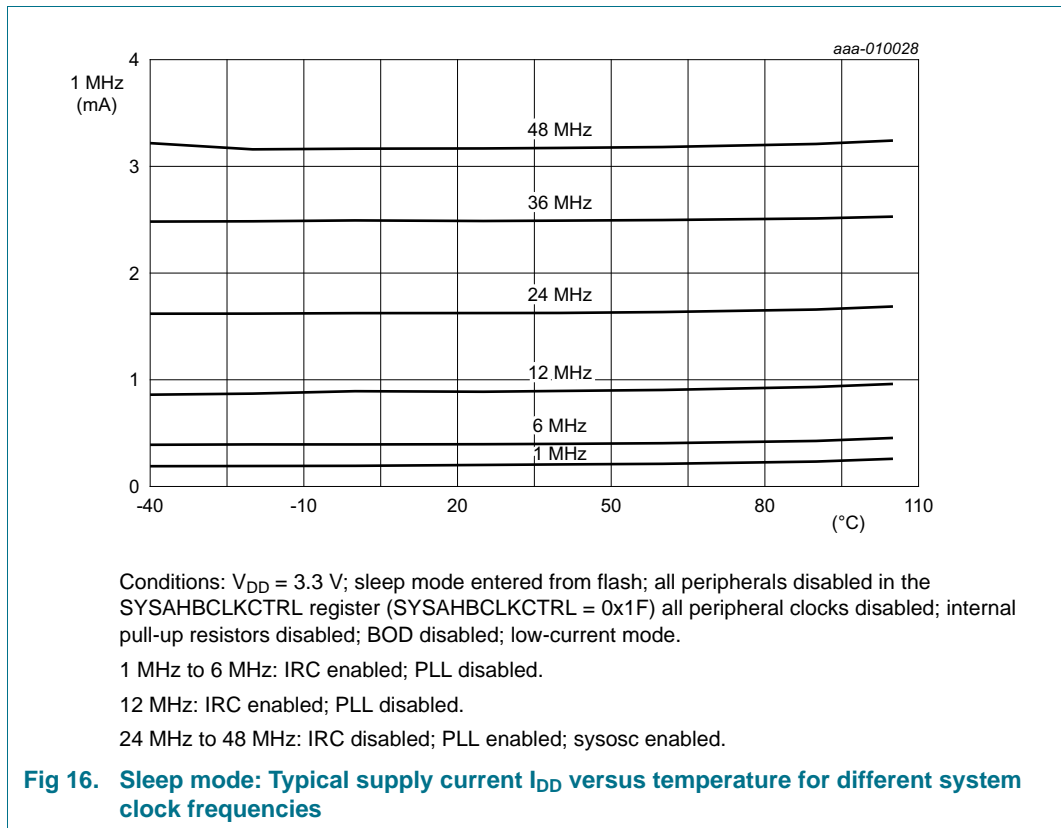 aaa-010028
4
1 MHz
(mA)
48 MHz
3
36 MHz
2
24 MHz
1
12 MHz
6 MHz
1 MHz
0
-40 -10 20 50 80 110
(°C)
Conditions: VDD = 3.3 V; sleep mode entered from flash; all peripherals disabled in the
SYSAHBCLKCTRL register (SYSAHBCLKCTRL = 0x1F) all peripheral clocks disabled; internal
pull-up resistors disabled; BOD disabled; low-current mode.
1 MHz to 6 MHz: IRC enabled; PLL disabled.
12 MHz: IRC enabled; PLL disabled.
24 MHz to 48 MHz: IRC disabled; PLL enabled; sysosc enabled.
Fig 16. Sleep mode: Typical supply current IDD versus temperature for different system
clock frequencies